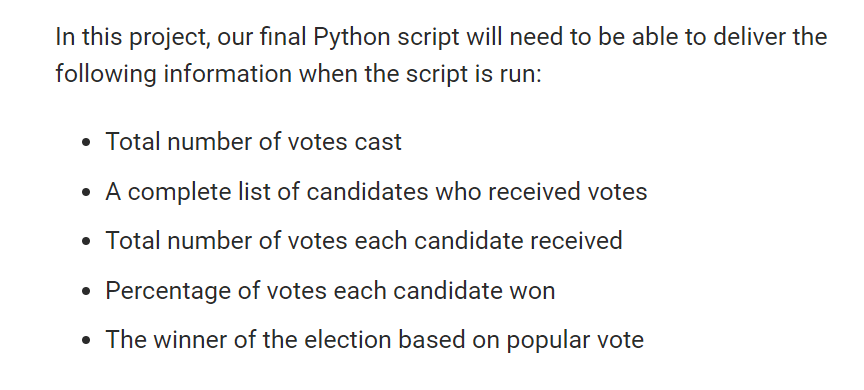 In this project, our final Python script will need to be able to deliver the
following information when the script is run:
• Total number of votes cast
• A complete list of candidates who received votes
• Total number of votes each candidate received
• Percentage of votes each candidate won
• The winner of the election based on popular vote